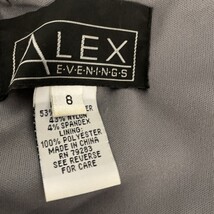 ALEX
EVENINGS
8
53%
43% NYLON
4% SPANDEX
LINING:
100% POLYESTER
MADE IN CHINA
RN 79283
SEE REVERSE
FOR CARE